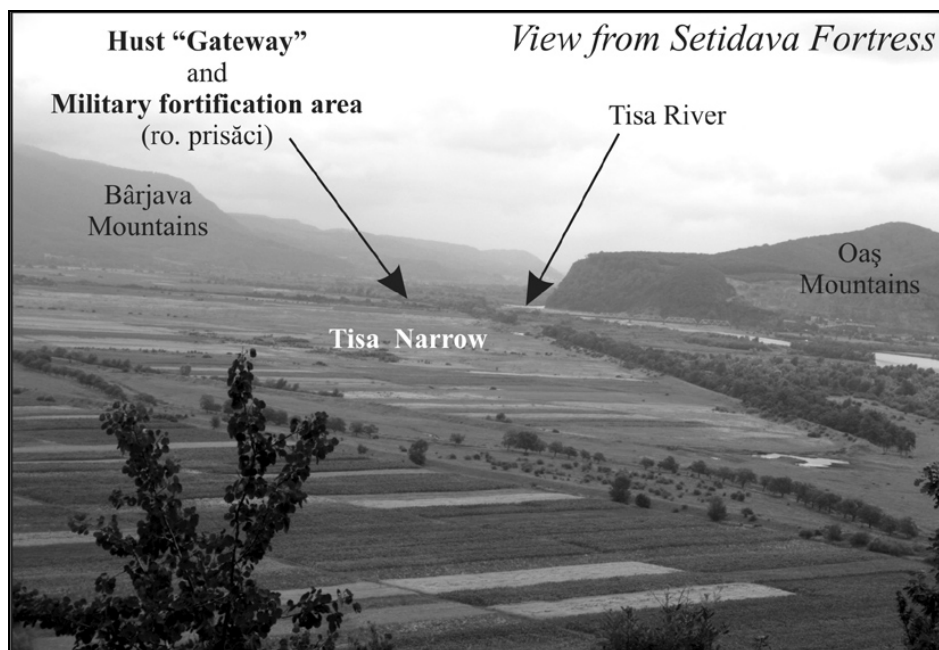 Hust “Gateway”
and
Military fortification area
(ro. prisăci)
View from Setidava Fortress
Tisa River
Bârjava
Mountains
Oaş
Mountains
Tisa Narrow